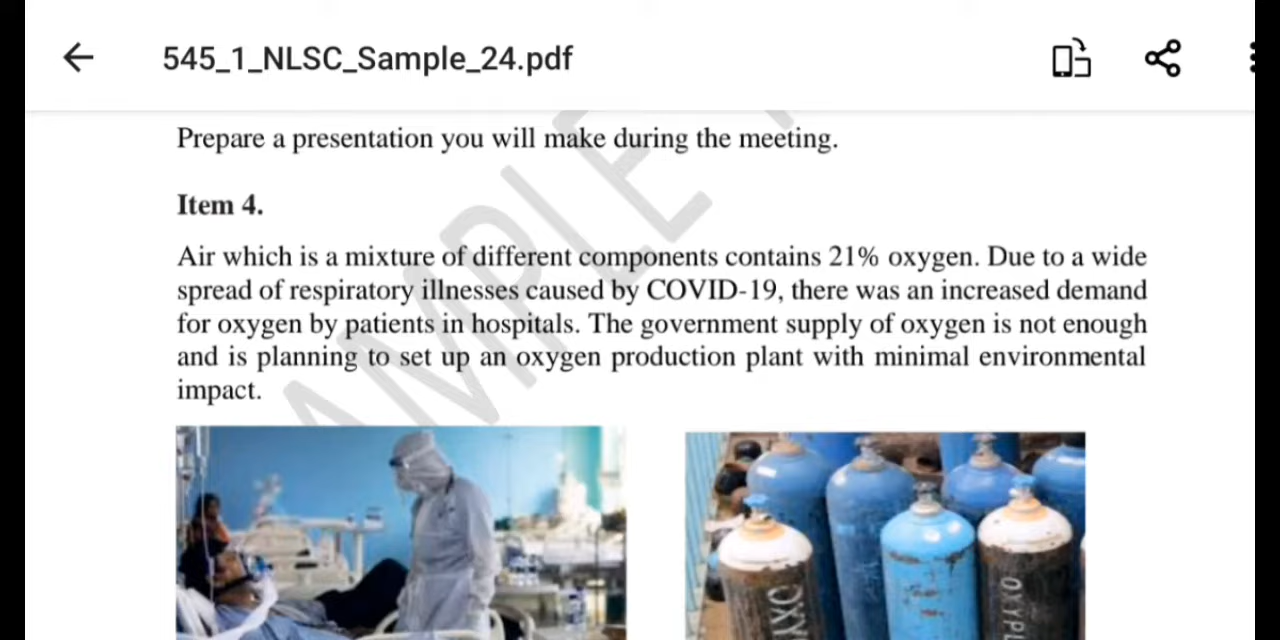 545_1_NLSC_Sample_24.pdf
Prepare a presentation you will make during the meeting.
Item 4.
Air which is a mixture of different components contains 21% oxygen. Due to a wide
spread of respiratory illnesses caused by COVID-19, there was an increased demand
for oxygen by patients in hospitals. The government supply of oxygen is not enough
and is planning to set up an oxygen production plant with minimal environmental
impact.